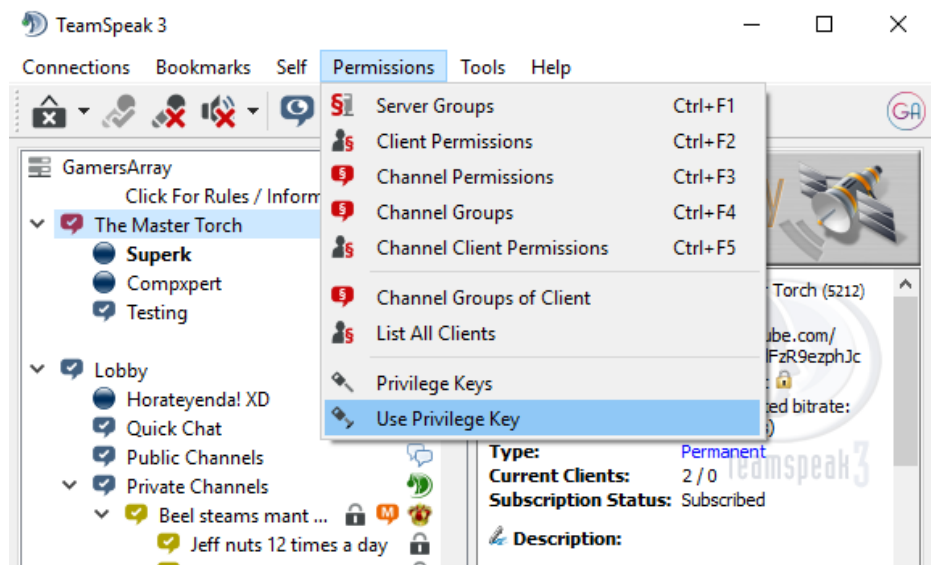 TeamSpeak 3
Connections Bookmarks Self Permissions Tools Help
Server Groups Ctrl+F1
Client Permissions Ctrl+F2
Channel Permissions Ctrl+F3
Channel Groups Ctrl+F4
Channel Client Permissions Ctrl+F5
Channel Groups of Client
List All Clients
Privilege Keys
Use Privilege Key
GA
GamersArray
Click For Rules / Inform
The Master Torch
Superk
Compxpert
Testing
Lobby
Horateyenda! XD
Quick Chat
Public Channels
Private Channels
Beel steams mant ... M
Jeff nuts 12 times a day
Torch (5212)
ube.com/
FzR9ezphJc
:
ed bitrate:
)
Type: Permanent
Current Clients: 2 / 0
Subscription Status: Subscribed
teamspeak 3
Description: